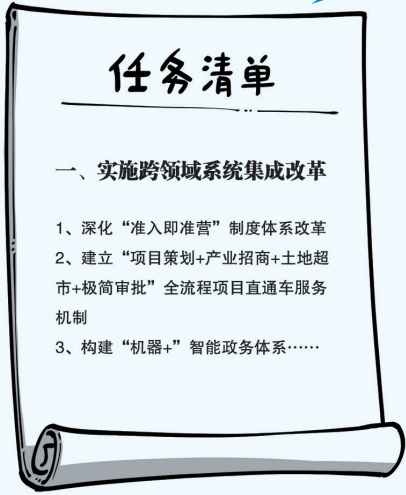 任务清单
一、实施跨领域系统集成改革
1、深化“准入即准营”制度体系改革
2、建立“项目策划+产业招商+土地超
市+极简审批”全流程项目直通车服务
机制
3、构建“机器+”智能政务体系……